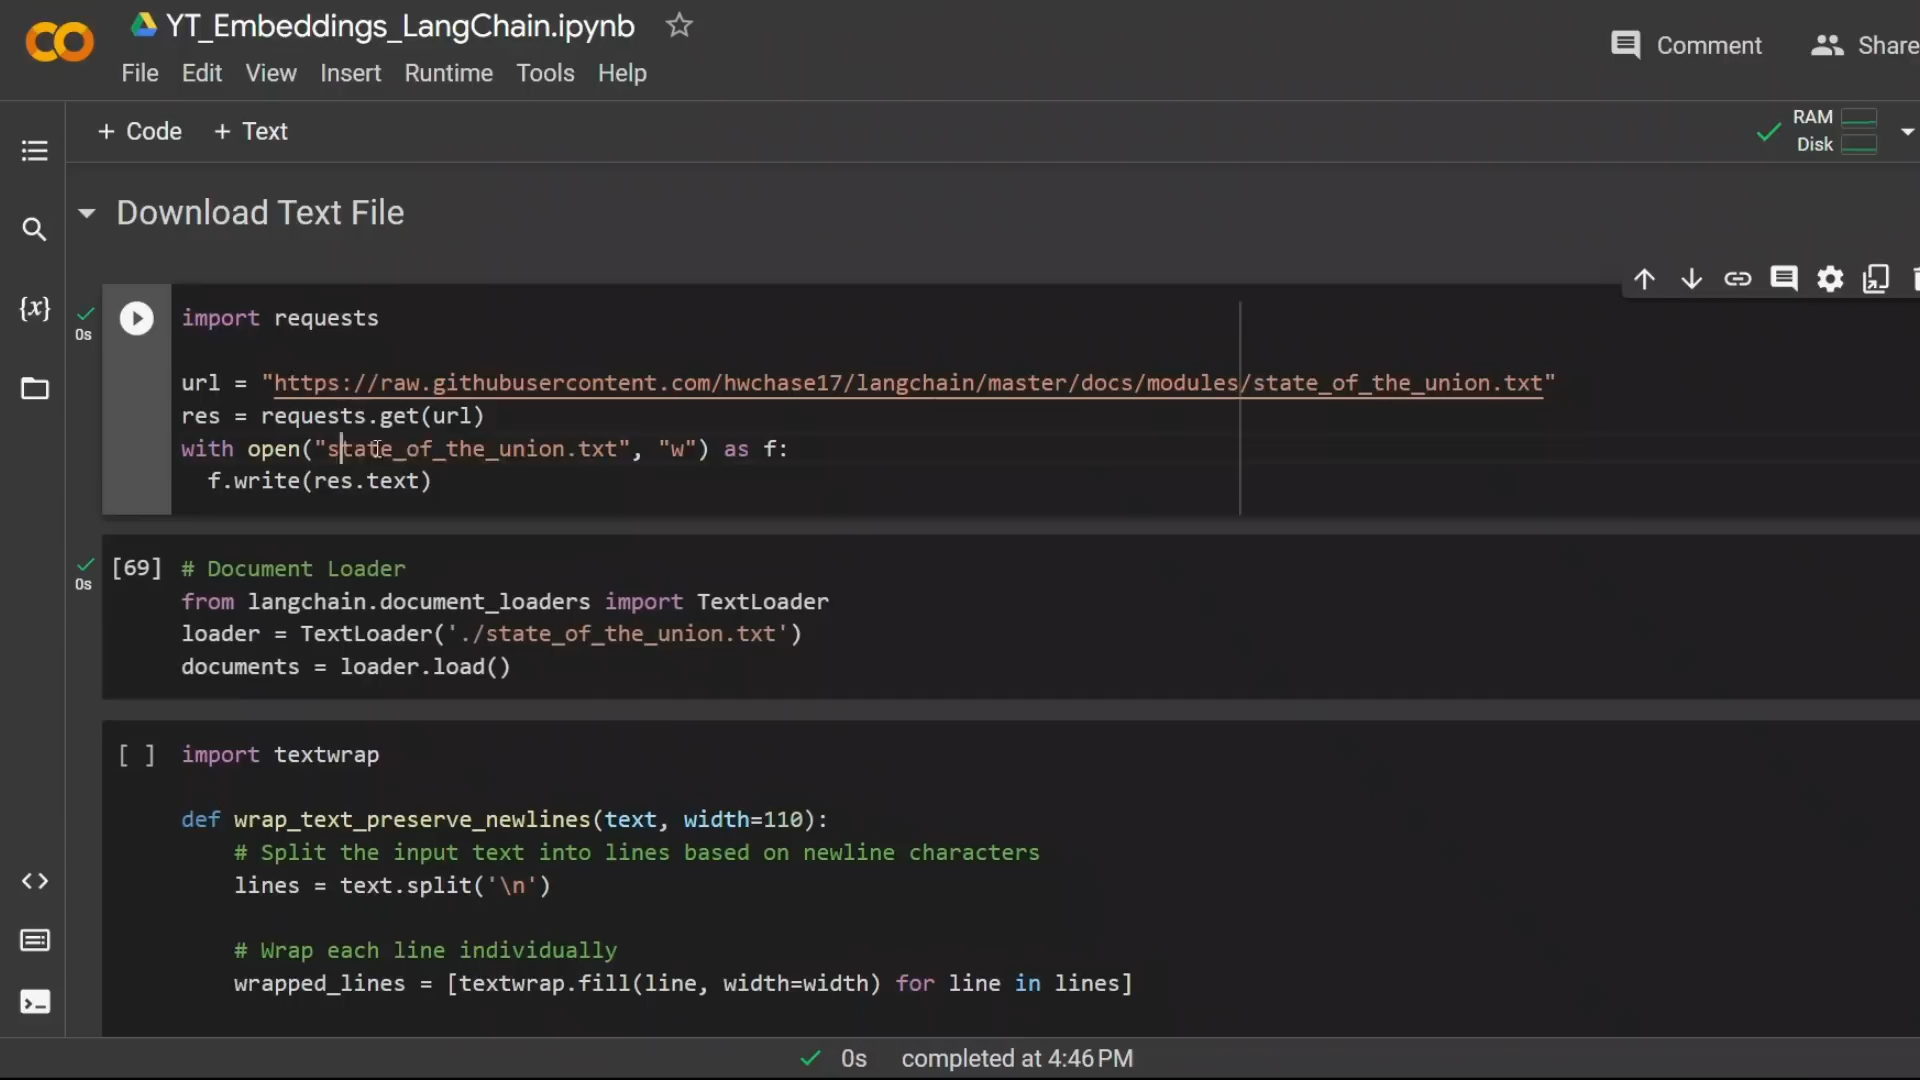 YT_Embeddings_LangChain.ipynb
File Edit View Insert Runtime Tools Help
Comment
Share
+ Code + Text
RAM
Disk
Download Text File
{x}
0s
import requests
url = "https://raw.githubusercontent.com/hwchase17/langchain/master/docs/modules/state_of_the_union.txt"
res = requests.get(url)
with open("state_of_the_union.txt", "w") as f:
  f.write(res.text)
0s
[69] # Document Loader
from langchain.document_loaders import TextLoader
loader = TextLoader('./state_of_the_union.txt')
documents = loader.load()
[ ] import textwrap
def wrap_text_preserve_newlines(text, width=110):
    # Split the input text into lines based on newline characters
    lines = text.split('\n')
    # Wrap each line individually
    wrapped_lines = [textwrap.fill(line, width=width) for line in lines]
0s completed at 4:46 PM